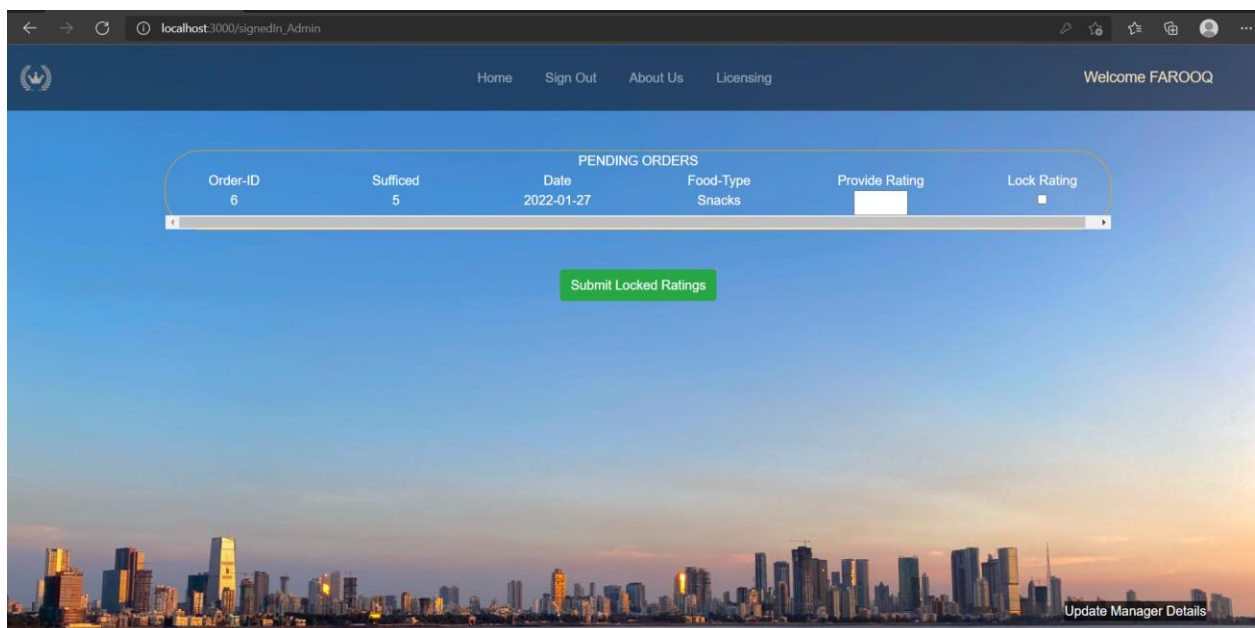 localhost:3000/signedIn_Admin
Home Sign Out About Us Licensing Welcome FAROOQ
PENDING ORDERS
Order-ID Sufficed Date Food-Type Provide Rating Lock Rating
6 5 2022-01-27 Snacks
Submit Locked Ratings
Update Manager Details